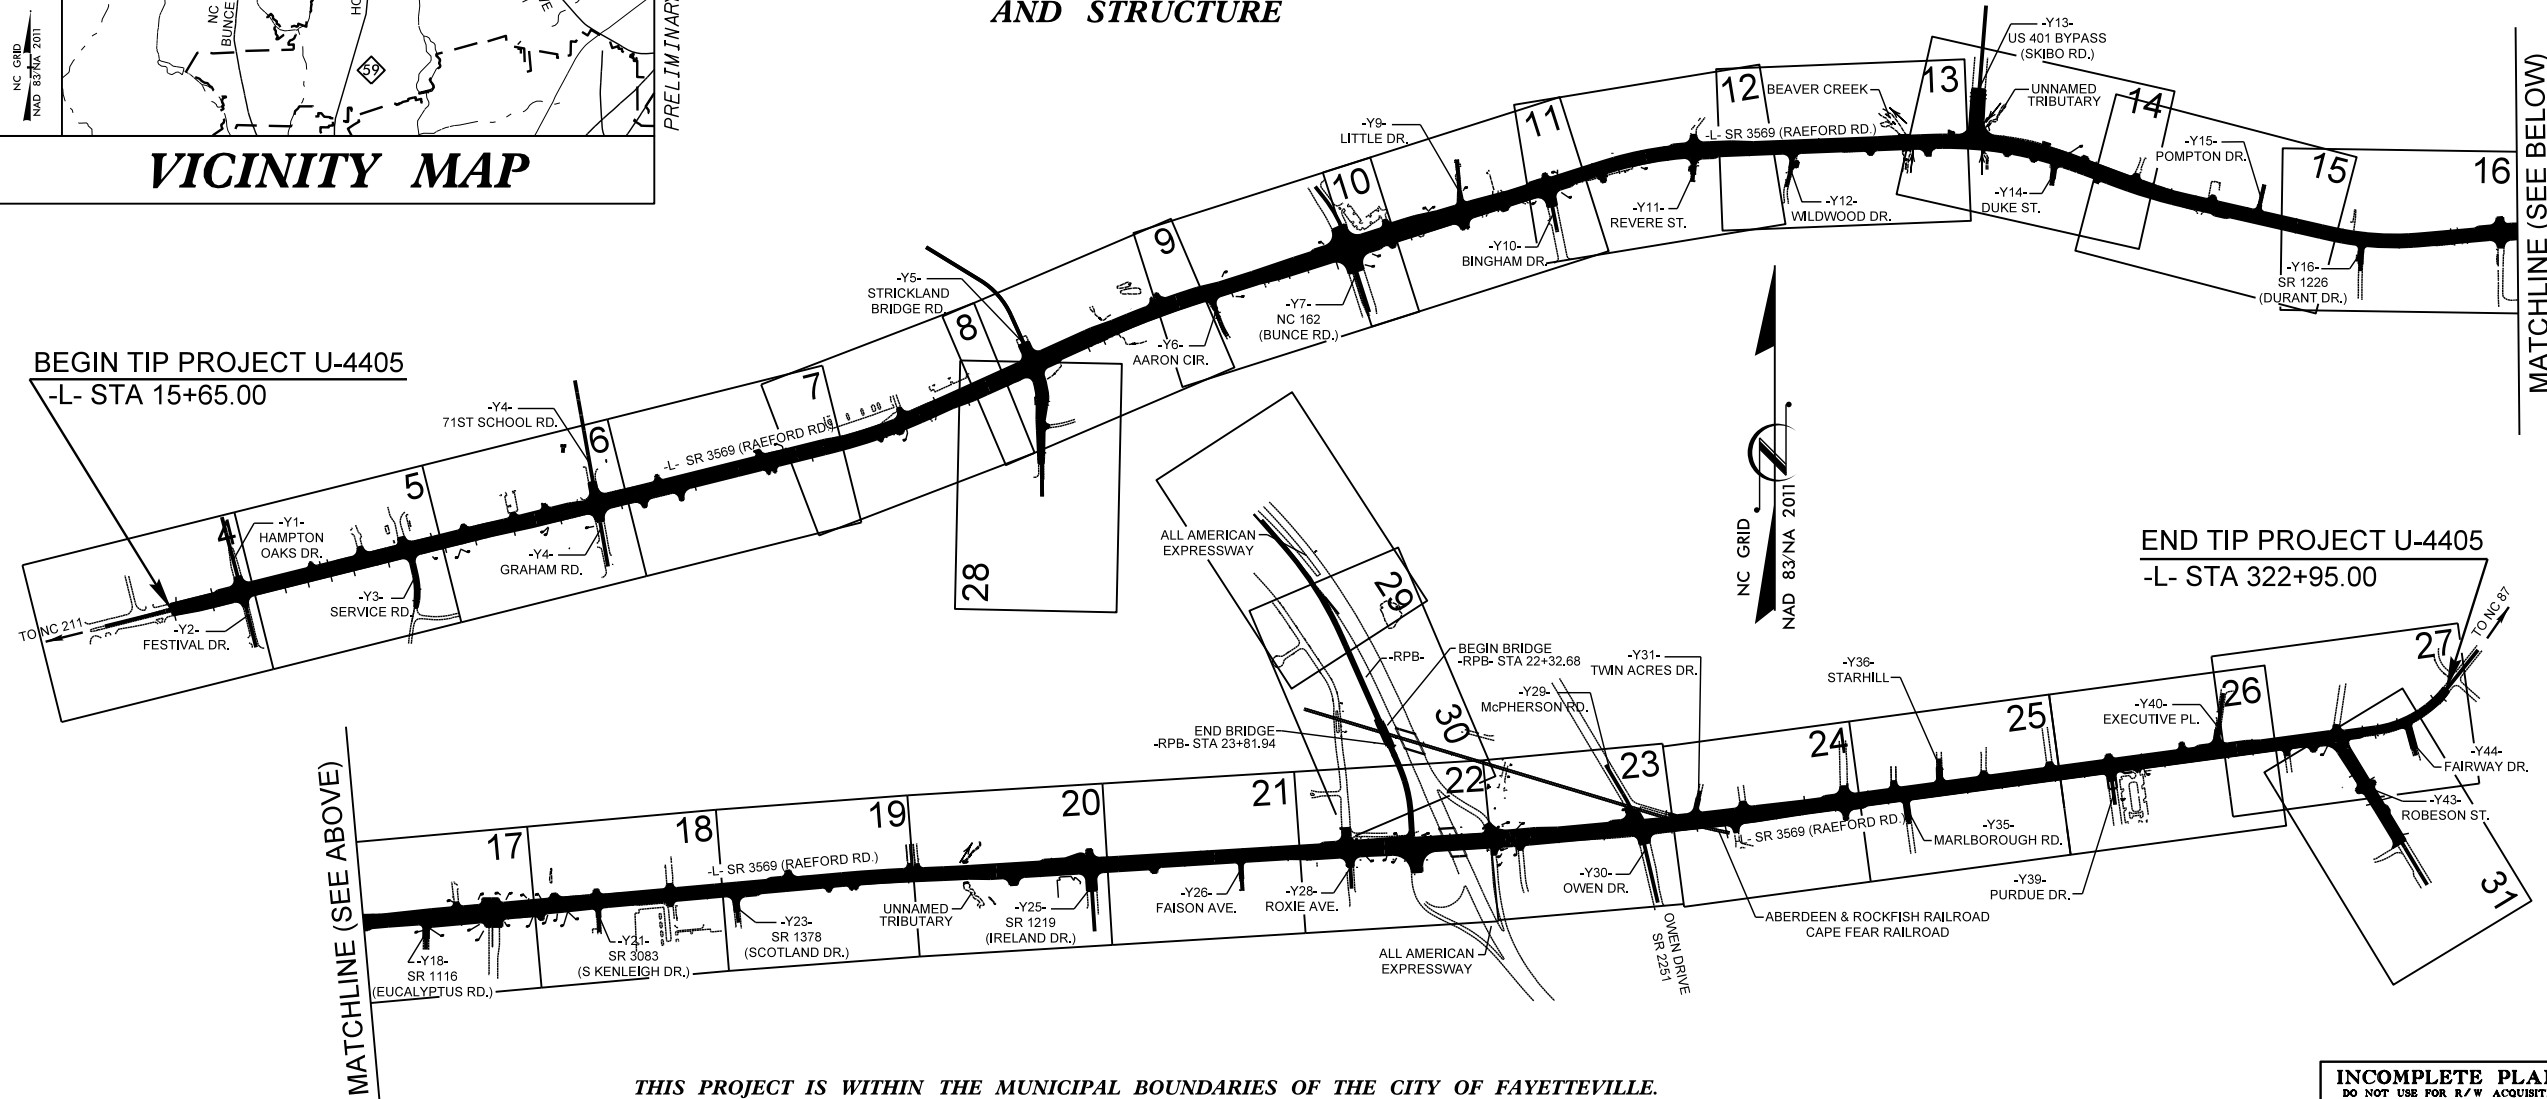 NC GRID
NAD 83/NA 2011
NC
BUNCE
HO
59
PRELIMINARY
VICINITY MAP
AND STRUCTURE
BEGIN TIP PROJECT U-4405
-L- STA 15+65.00
TO NC 211
4
-Y1-
HAMPTON
OAKS DR.
-Y2-
FESTIVAL DR.
5
-Y3-
SERVICE RD.
-Y4-
71ST SCHOOL RD.
6
-Y4-
GRAHAM RD.
-L- SR 3569 (RAEFORD RD.)
7
-Y5-
STRICKLAND
BRIDGE RD.
8
28
9
-Y6-
AARON CIR.
10
-Y7-
NC 162
(BUNCE RD.)
-Y9-
LITTLE DR.
11
-Y10-
BINGHAM DR.
-Y11-
REVERE ST.
12
BEAVER CREEK
-L- SR 3569 (RAEFORD RD.)
-Y12-
WILDWOOD DR.
13
-Y13-
US 401 BYPASS
(SKIBO RD.)
UNNAMED
TRIBUTARY
14
-Y14-
DUKE ST.
-Y15-
POMPTON DR.
15
-Y16-
SR 1226
(DURANT DR.)
16
MATCHLINE (SEE BELOW)
NC GRID
NAD 83/NA 2011
N
END TIP PROJECT U-4405
-L- STA 322+95.00
TO NC 87
MATCHLINE (SEE ABOVE)
17
-Y18-
SR 1116
(EUCALYPTUS RD.)
18
-Y21-
SR 3083
(S KENLEIGH DR.)
-L- SR 3569 (RAEFORD RD.)
-Y23-
SR 1378
(SCOTLAND DR.)
19
UNNAMED
TRIBUTARY
20
-Y25-
SR 1219
(IRELAND DR.)
21
-Y26-
FAISON AVE.
-Y28-
ROXIE AVE.
ALL AMERICAN
EXPRESSWAY
29
-RPB-
BEGIN BRIDGE
-RPB- STA 22+32.68
END BRIDGE
-RPB- STA 23+81.94
30
22
ALL AMERICAN
EXPRESSWAY
-Y29-
McPHERSON RD.
23
-Y30-
OWEN DR.
OWEN DRIVE
SR 2251
-Y31-
TWIN ACRES DR.
ABERDEEN & ROCKFISH RAILROAD
CAPE FEAR RAILROAD
-L- SR 3569 (RAEFORD RD.)
24
-Y36-
STARHILL
-Y35-
MARLBOROUGH RD.
25
-Y39-
PURDUE DR.
-Y40-
EXECUTIVE PL.
26
27
-Y44-
FAIRWAY DR.
-Y43-
ROBESON ST.
31
THIS PROJECT IS WITHIN THE MUNICIPAL BOUNDARIES OF THE CITY OF FAYETTEVILLE.
INCOMPLETE PLAN
DO NOT USE FOR R/W ACQUISIT